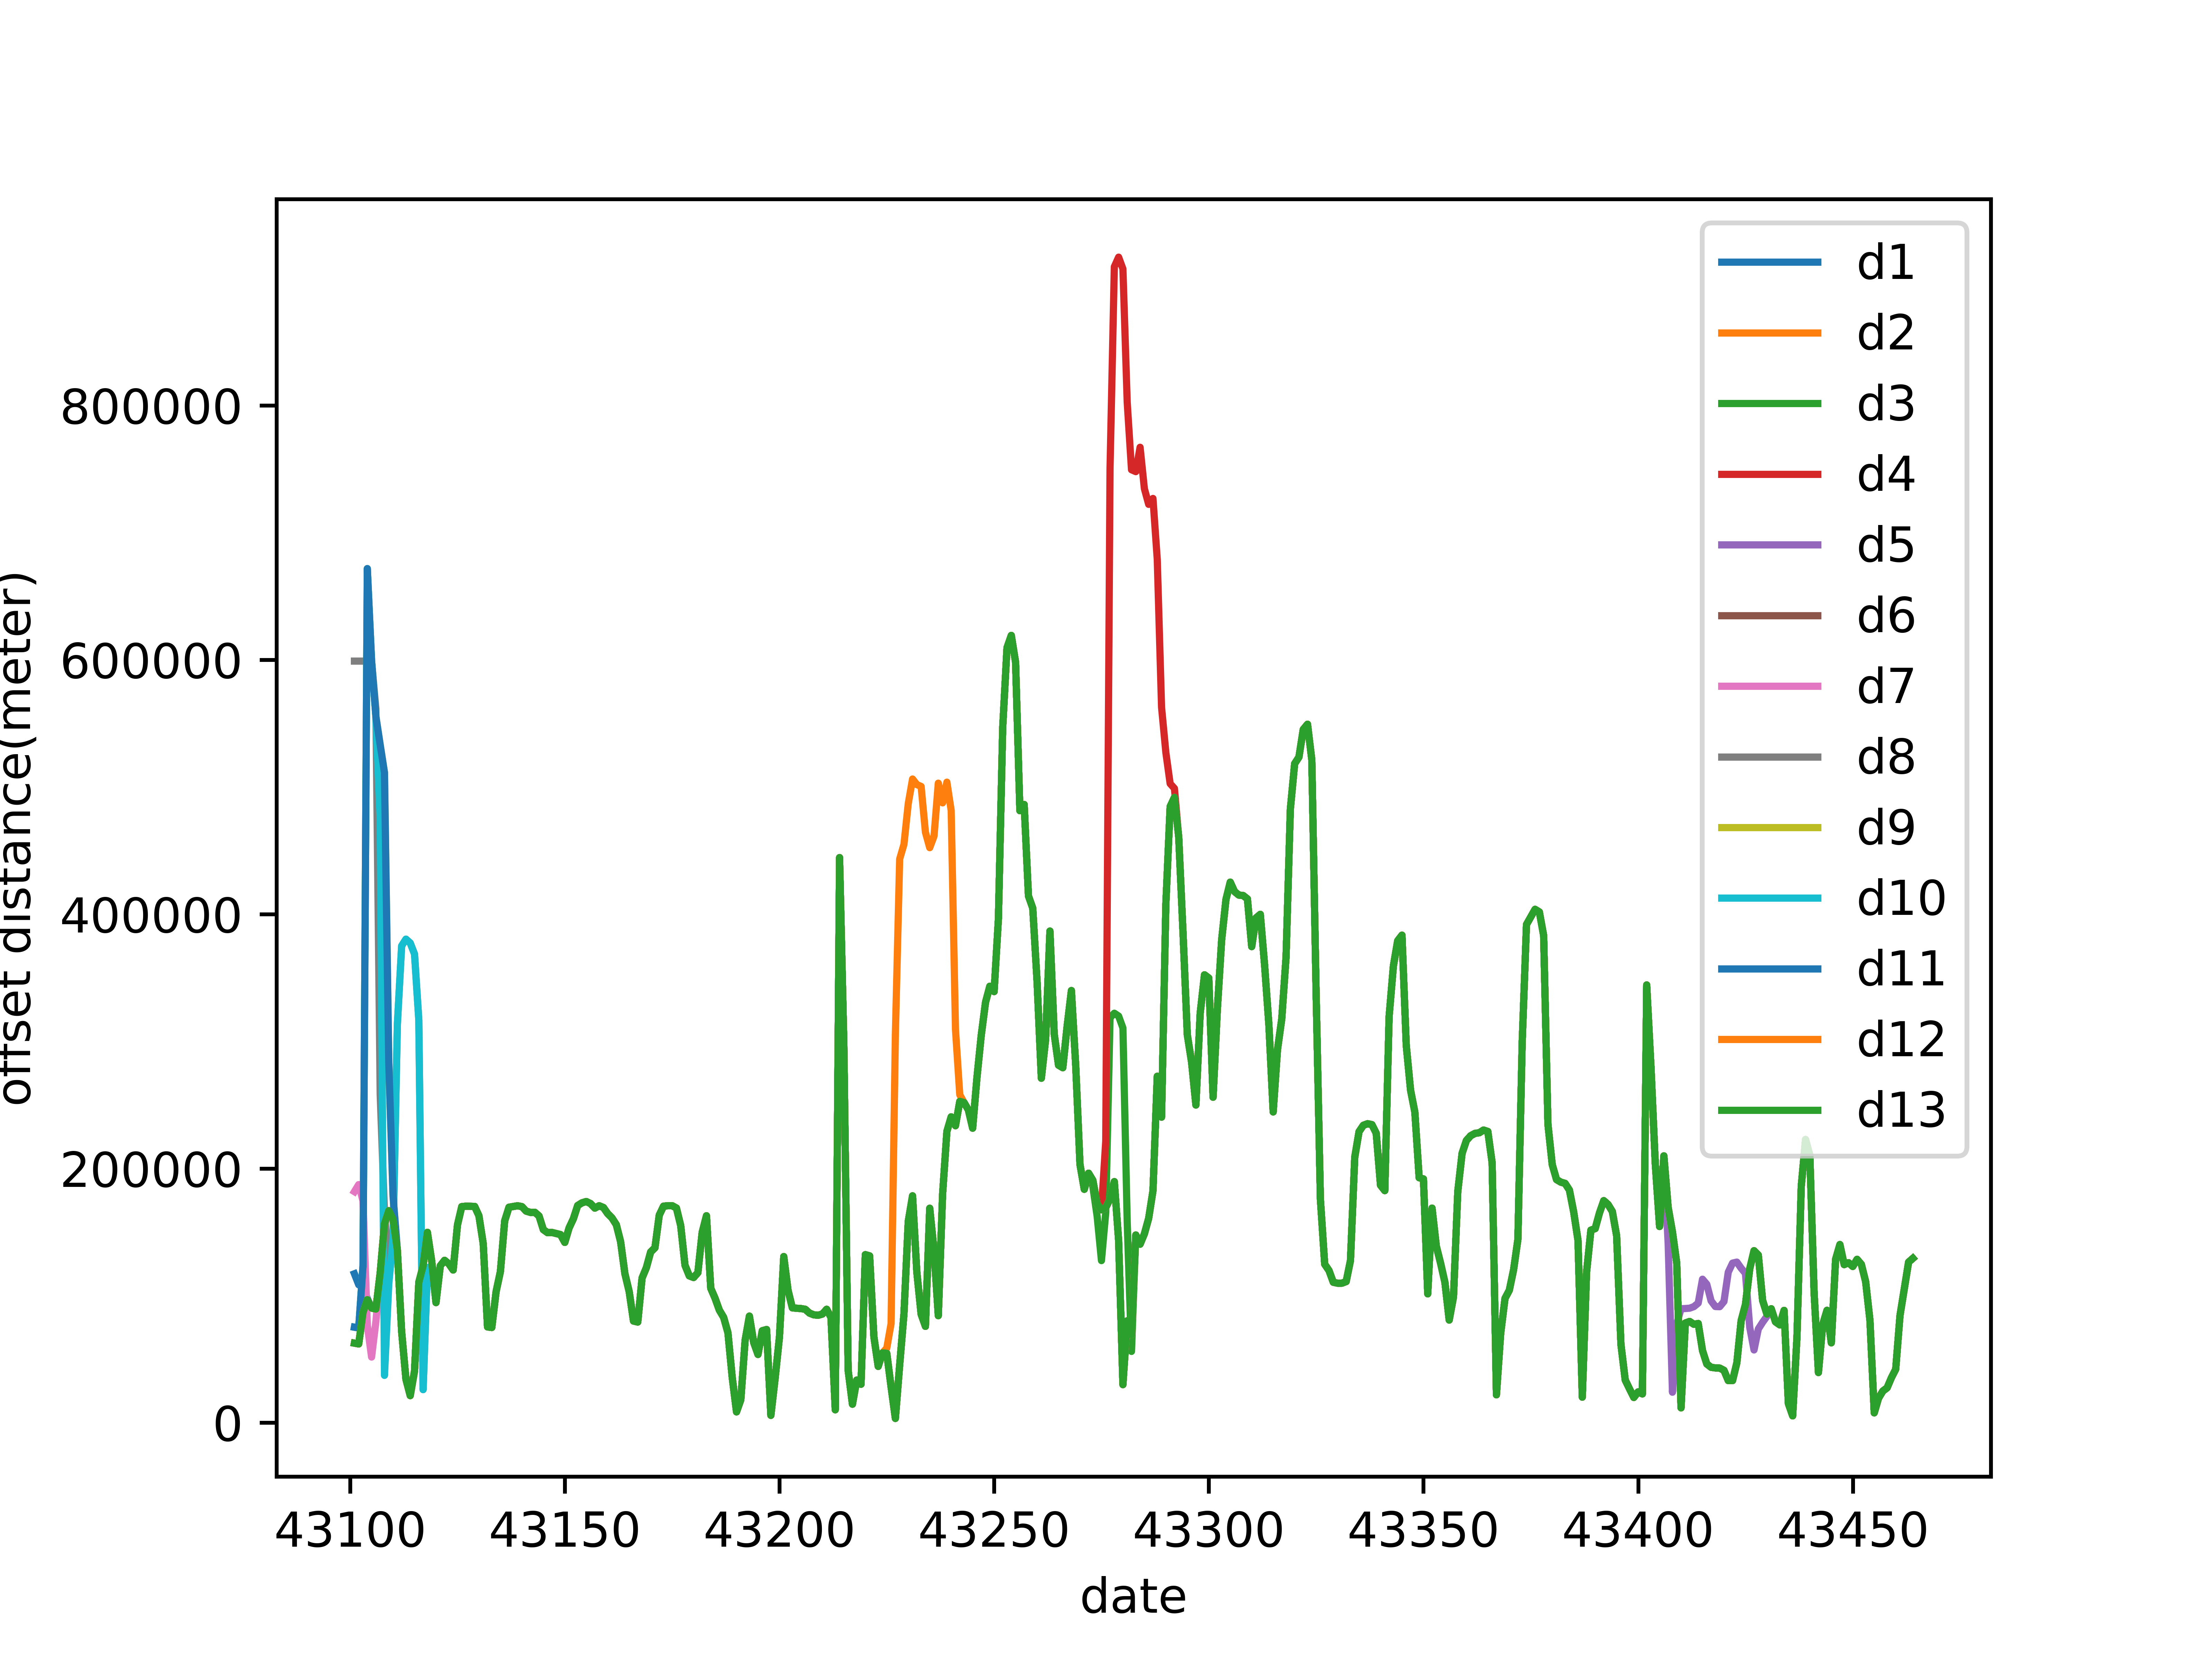 offset distance(meter)
800000
600000
400000
200000
0
43100 43150 43200 43250 43300 43350 43400 43450
date
d1
d2
d3
d4
d5
d6
d7
d8
d9
d10
d11
d12
d13